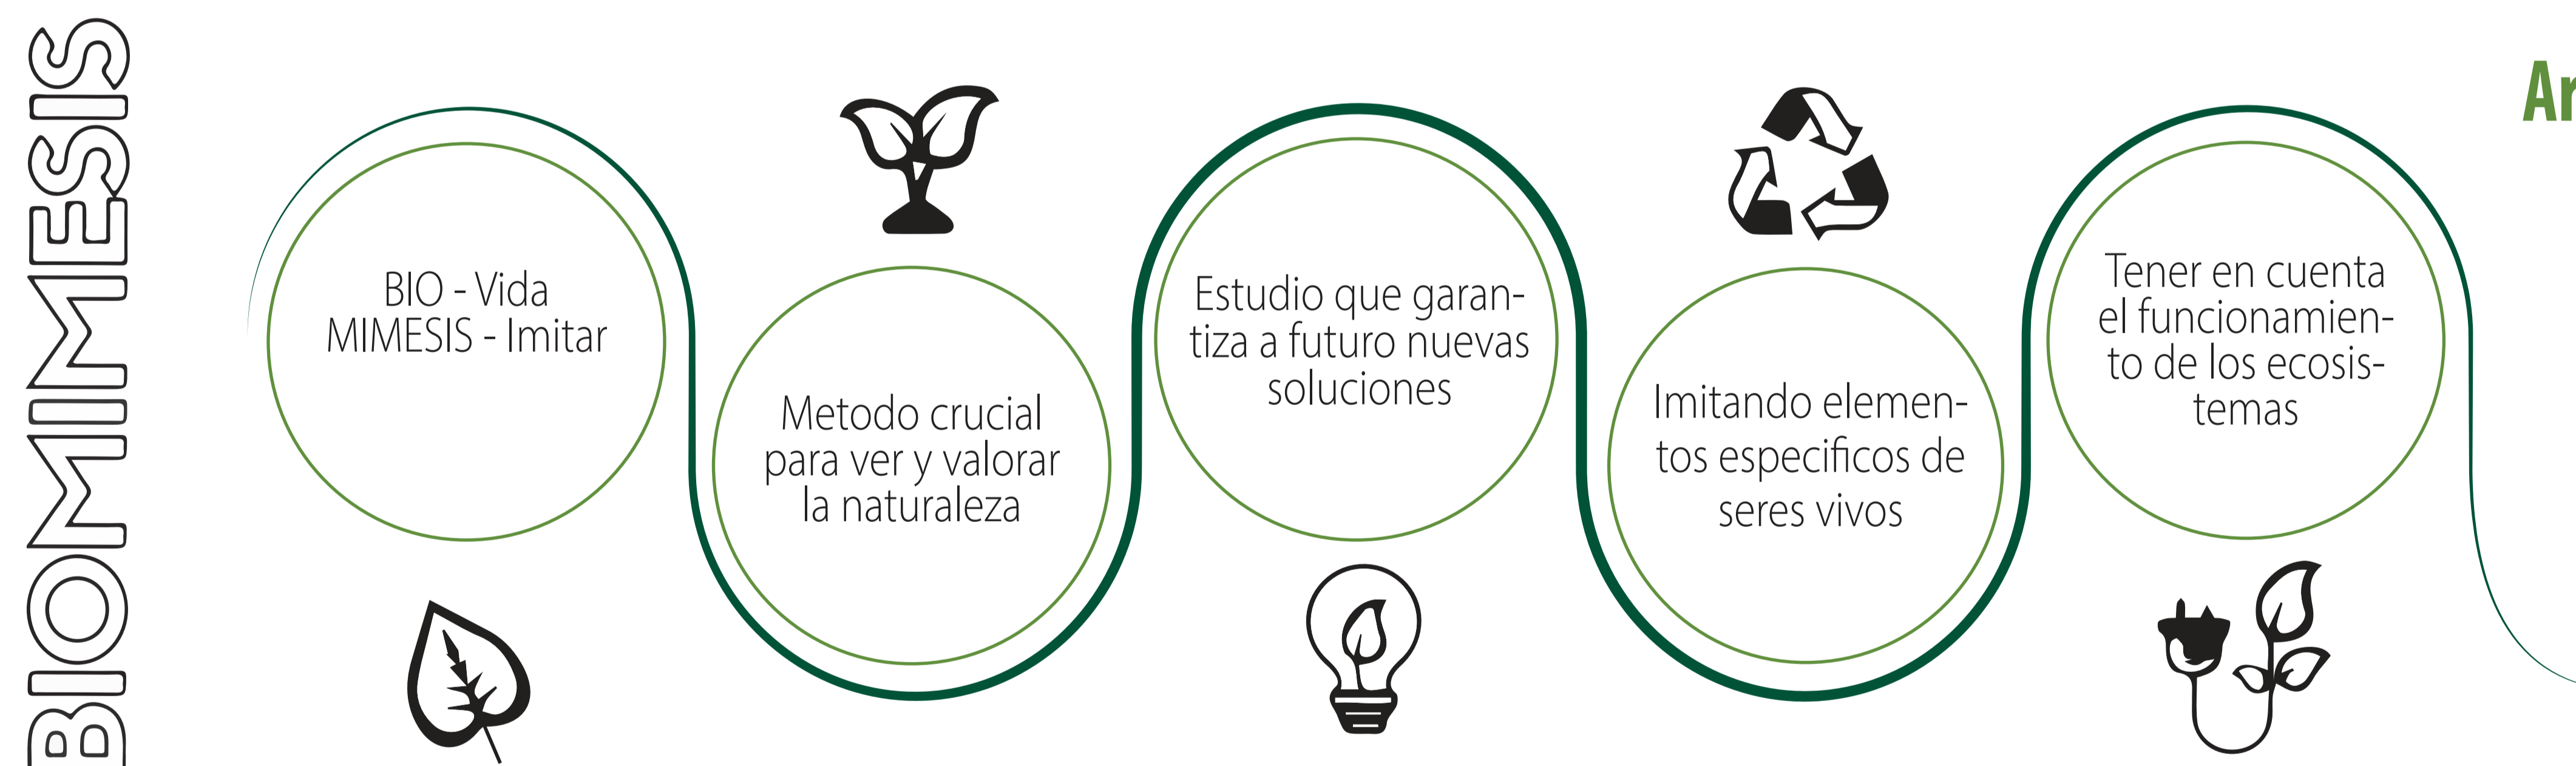 BIOMIMESIS
BIO - Vida
MIMESIS - Imitar
Metodo crucial
para ver y valorar
la naturaleza
Estudio que garan-
tiza a futuro nuevas
soluciones
Imitando elemen-
tos especificos de
seres vivos
Tener en cuenta
el funcionamien-
to de los ecosis-
temas